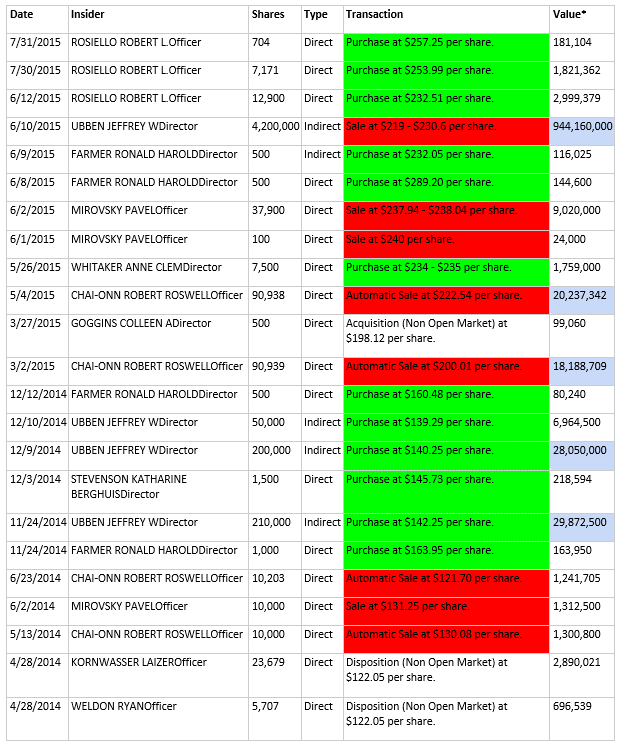 Date Insider Shares Type Transaction Value*
7/31/2015 ROSIELLO ROBERT L.Officer 704 Direct Purchase at $257.25 per share. 181,104
7/30/2015 ROSIELLO ROBERT L.Officer 7,171 Direct Purchase at $253.99 per share. 1,821,362
6/12/2015 ROSIELLO ROBERT L.Officer 12,900 Direct Purchase at $232.51 per share. 2,999,379
6/10/2015 UBBEN JEFFREY WDirector 4,200,000 Indirect Sale at $219 - $230.6 per share. 944,160,000
6/9/2015 FARMER RONALD HAROLDDirector 500 Indirect Purchase at $232.05 per share. 116,025
6/8/2015 FARMER RONALD HAROLDDirector 500 Direct Purchase at $289.20 per share. 144,600
6/2/2015 MIROVSKY PAVELOfficer 37,900 Direct Sale at $237.94 - $238.04 per share. 9,020,000
6/1/2015 MIROVSKY PAVELOfficer 100 Direct Sale at $240 per share. 24,000
5/26/2015 WHITAKER ANNE CLEMDirector 7,500 Direct Purchase at $234 - $235 per share. 1,759,000
5/4/2015 CHAI-ONN ROBERT ROSWELLOfficer 90,938 Direct Automatic Sale at $222.54 per share. 20,237,342
3/27/2015 GOGGINS COLLEEN ADirector 500 Direct Acquisition (Non Open Market) at 99,060
$198.12 per share.
3/2/2015 CHAI-ONN ROBERT ROSWELLOfficer 90,939 Direct Automatic Sale at $200.01 per share. 18,188,709
12/12/2014 FARMER RONALD HAROLDDirector 500 Direct Purchase at $160.48 per share. 80,240
12/10/2014 UBBEN JEFFREY WDirector 50,000 Indirect Purchase at $139.29 per share. 6,964,500
12/9/2014 UBBEN JEFFREY WDirector 200,000 Indirect Purchase at $140.25 per share. 28,050,000
12/3/2014 STEVENSON KATHARINE 1,500 Direct Purchase at $145.73 per share. 218,594
BERGHUISDirector
11/24/2014 UBBEN JEFFREY WDirector 210,000 Indirect Purchase at $142.25 per share. 29,872,500
11/24/2014 FARMER RONALD HAROLDDirector 1,000 Direct Purchase at $163.95 per share. 163,950
6/23/2014 CHAI-ONN ROBERT ROSWELLOfficer 10,203 Direct Automatic Sale at $121.70 per share. 1,241,705
6/2/2014 MIROVSKY PAVELOfficer 10,000 Direct Sale at $131.25 per share. 1,312,500
5/13/2014 CHAI-ONN ROBERT ROSWELLOfficer 10,000 Direct Automatic Sale at $130.08 per share. 1,300,800
4/28/2014 KORNWASSER LAIZEROfficer 23,679 Direct Disposition (Non Open Market) at 2,890,021
$122.05 per share.
4/28/2014 WELDON RYANOfficer 5,707 Direct Disposition (Non Open Market) at 696,539
$122.05 per share.